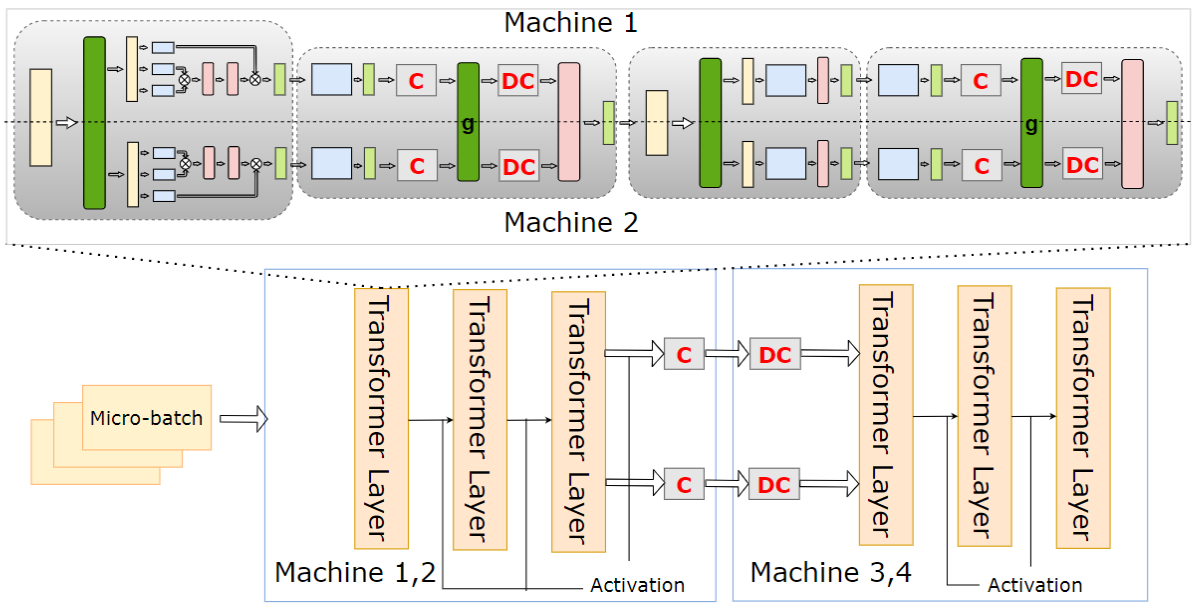 Machine 1
C
DC
C
DC
g
g
C
DC
C
DC
Machine 2
Transformer Layer
Transformer Layer
Transformer Layer
Transformer Layer
Transformer Layer
Transformer Layer
C
DC
Micro-batch
C
DC
Machine 1,2
Activation
Machine 3,4
Activation